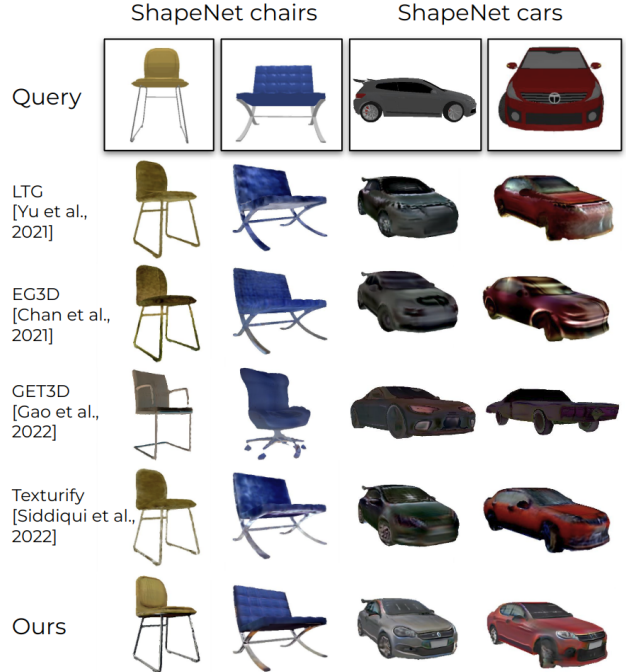 ShapeNet chairs
ShapeNet cars
Query
LTG
[Yu et al.,
2021]
EG3D
[Chan et al.,
2021]
GET3D
[Gao et al.,
2022]
Texturify
[Siddiqui et al.,
2022]
Ours